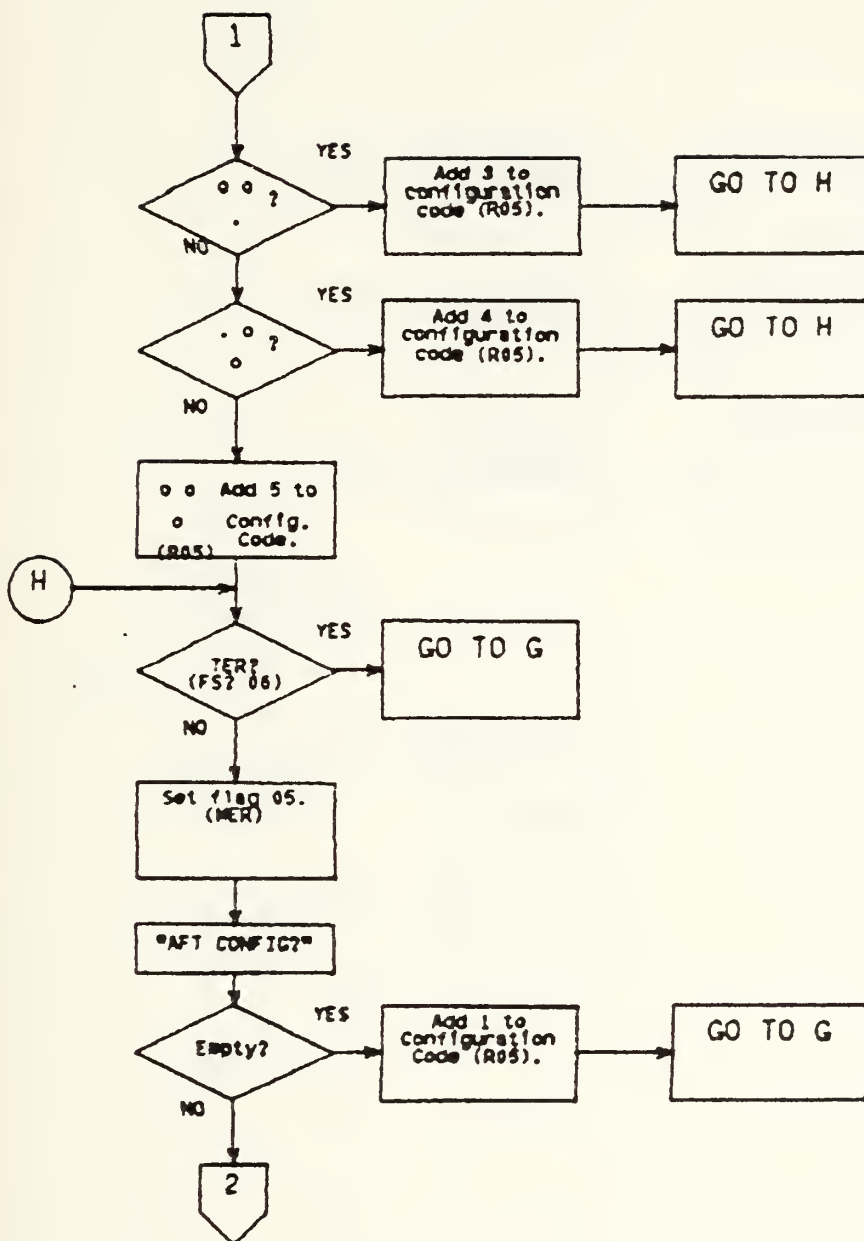 1
YES
o o ?
.
Add 3 to
configuration
code (R05).
GO TO H
NO
YES
. o ?
o
Add 4 to
configuration
code (R05).
GO TO H
NO
o o Add 5 to
o Config.
Code.
(R05)
H
YES
TER?
(FS? 06)
GO TO G
NO
Set flag 05.
(MER)
"AFT CONFIG?"
YES
Empty?
Add 1 to
Configuration
Code (R05).
GO TO G
NO
2